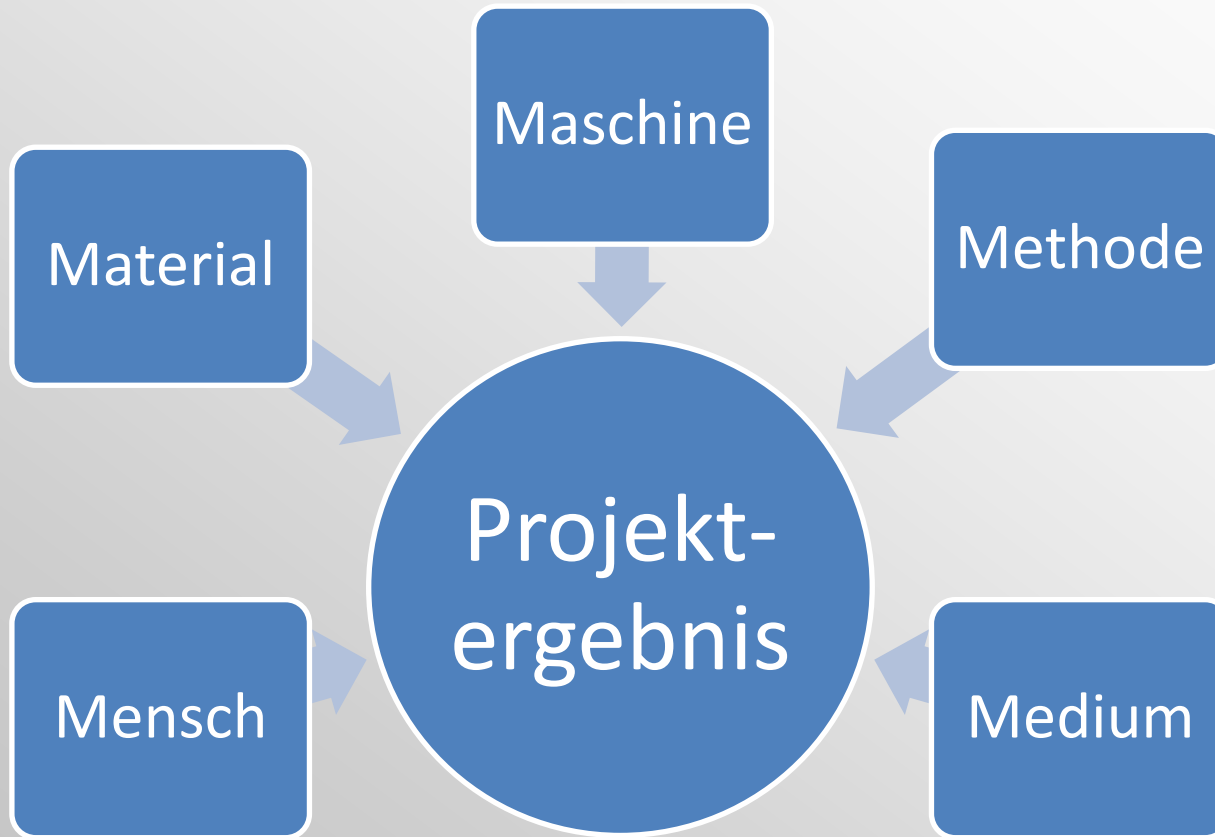 Maschine
Material
Methode
Projekt-
ergebnis
Mensch
Medium